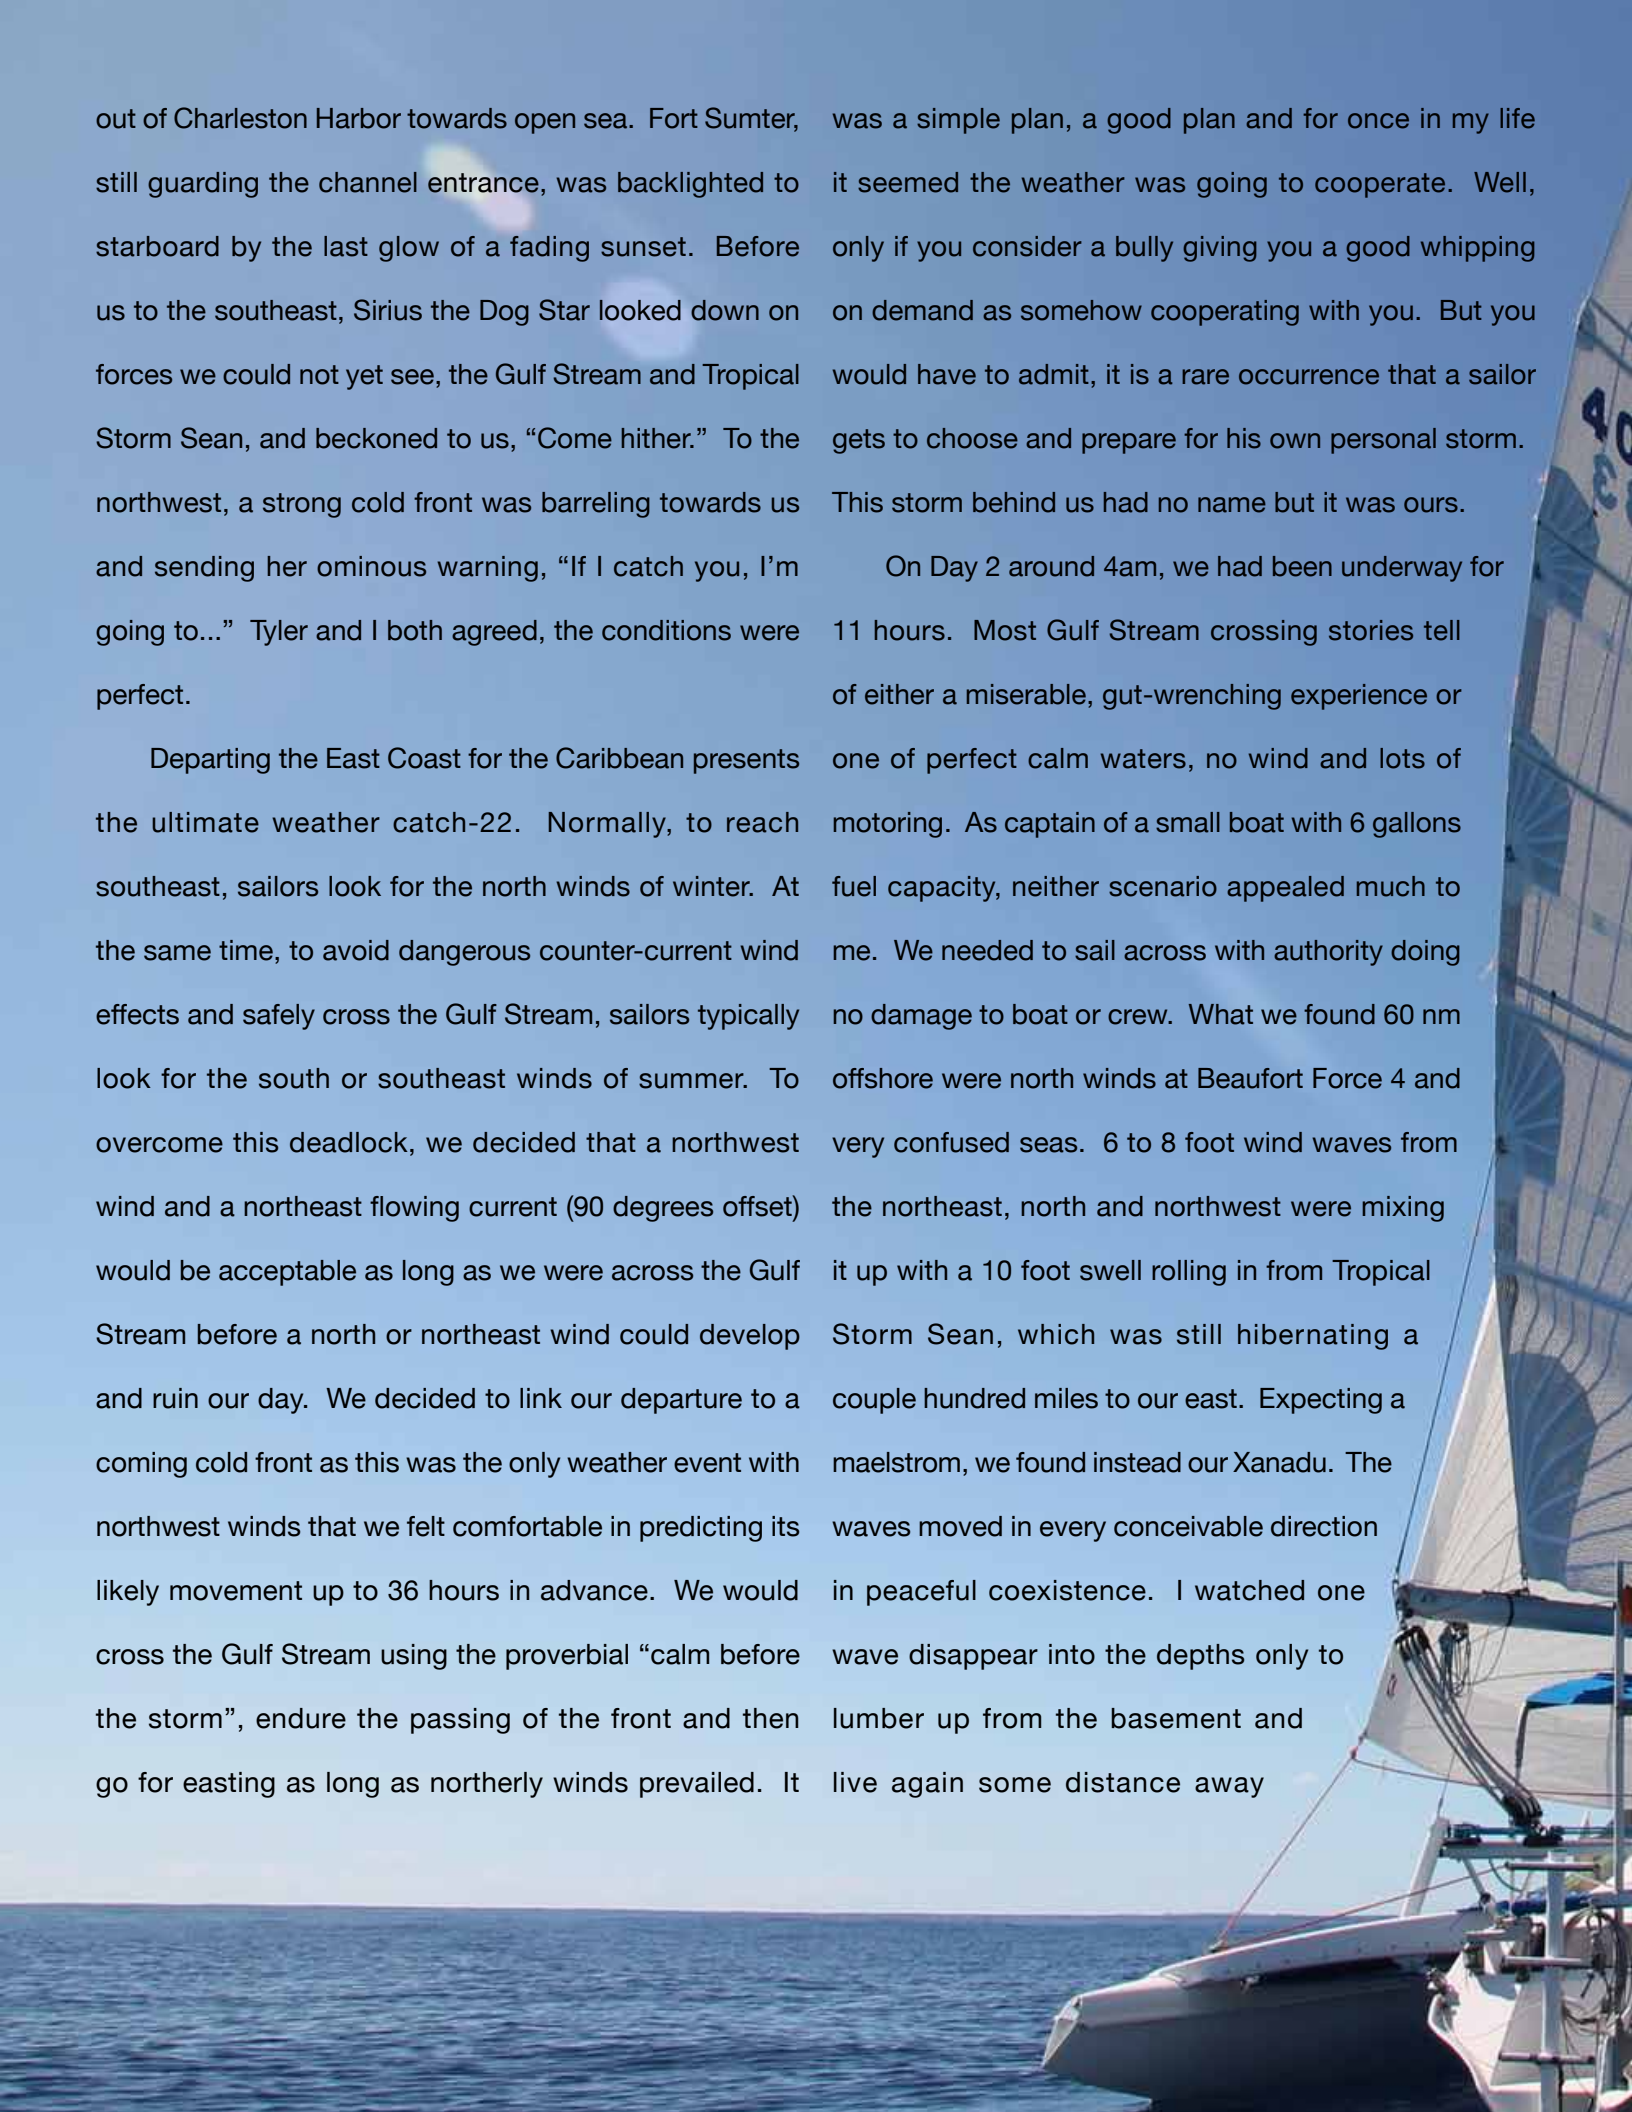 out of Charleston Harbor towards open sea.  Fort Sumter,
still guarding the channel entrance, was backlighted to
starboard by the last glow of a fading sunset.  Before
us to the southeast, Sirius the Dog Star looked down on
forces we could not yet see, the Gulf Stream and Tropical
Storm Sean, and beckoned to us, “Come hither.”  To the
northwest, a strong cold front was barreling towards us
and sending her ominous warning, “If I catch you, I’m
going to...”  Tyler and I both agreed, the conditions were
perfect.
Departing the East Coast for the Caribbean presents
the ultimate weather catch-22.  Normally, to reach
southeast, sailors look for the north winds of winter.  At
the same time, to avoid dangerous counter-current wind
effects and safely cross the Gulf Stream, sailors typically
look for the south or southeast winds of summer.  To
overcome this deadlock, we decided that a northwest
wind and a northeast flowing current (90 degrees offset)
would be acceptable as long as we were across the Gulf
Stream before a north or northeast wind could develop
and ruin our day.  We decided to link our departure to a
coming cold front as this was the only weather event with
northwest winds that we felt comfortable in predicting its
likely movement up to 36 hours in advance.  We would
cross the Gulf Stream using the proverbial “calm before
the storm”, endure the passing of the front and then
go for easting as long as northerly winds prevailed.  It
was a simple plan, a good plan and for once in my life
it seemed the weather was going to cooperate.  Well,
only if you consider a bully giving you a good whipping
on demand as somehow cooperating with you.  But you
would have to admit, it is a rare occurrence that a sailor
gets to choose and prepare for his own personal storm.
This storm behind us had no name but it was ours.
On Day 2 around 4am, we had been underway for
11 hours.  Most Gulf Stream crossing stories tell
of either a miserable, gut-wrenching experience or
one of perfect calm waters, no wind and lots of
motoring.  As captain of a small boat with 6 gallons
fuel capacity, neither scenario appealed much to
me.  We needed to sail across with authority doing
no damage to boat or crew.  What we found 60 nm
offshore were north winds at Beaufort Force 4 and
very confused seas.  6 to 8 foot wind waves from
the northeast, north and northwest were mixing
it up with a 10 foot swell rolling in from Tropical
Storm Sean, which was still hibernating a
couple hundred miles to our east.  Expecting a
maelstrom, we found instead our Xanadu.  The
waves moved in every conceivable direction
in peaceful coexistence.  I watched one
wave disappear into the depths only to
lumber up from the basement and
live again some distance away